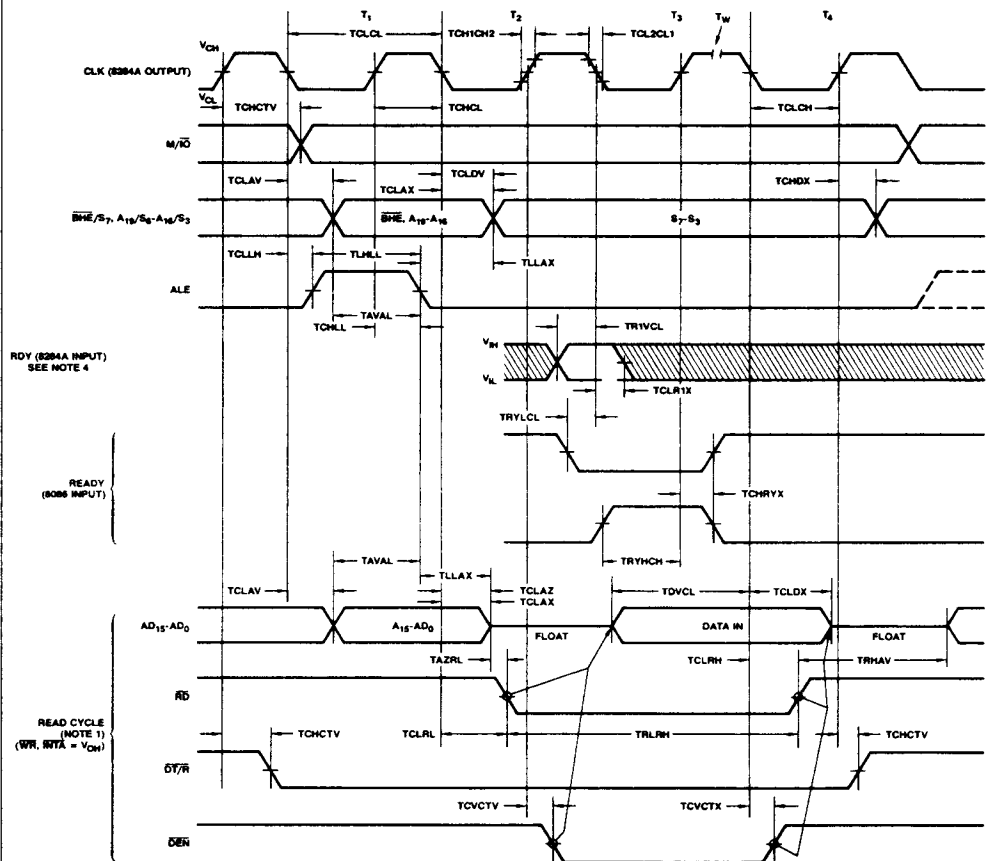 T1 T2 T3 TW T4
TCLCL TCH1CH2 TCL2CL1
VCH
CLK (8284A OUTPUT)
VCL
TCHCTV TCHCL TCLCH
M/IO
TCLAV TCLDV TCHDX
TCLAX
BHE/S7, A19/S6-A16/S3 BHE, A19-A16 S7-S3
TCLLH TLHLL TLLAX
ALE
TAVAL
TCHLL TR1VCL
RDY (8284A INPUT)
SEE NOTE 4
VIH
VIL
TCLR1X
TRYLCL
READY
(8086 INPUT)
TCHRYX
TRYHCH
TAVAL
TLLAX
TCLAV TCLAZ TDVCL TCLDX
TCLAX
AD15-AD0 A15-AD0 FLOAT DATA IN FLOAT
TAZRL TCLRH TRHAV
RD
READ CYCLE
(NOTE 1)
(WR, INTA = VOH)
TCHCTV TCLRL TRLRH TCHCTV
DT/R
TCVCTV TCVCTX
DEN